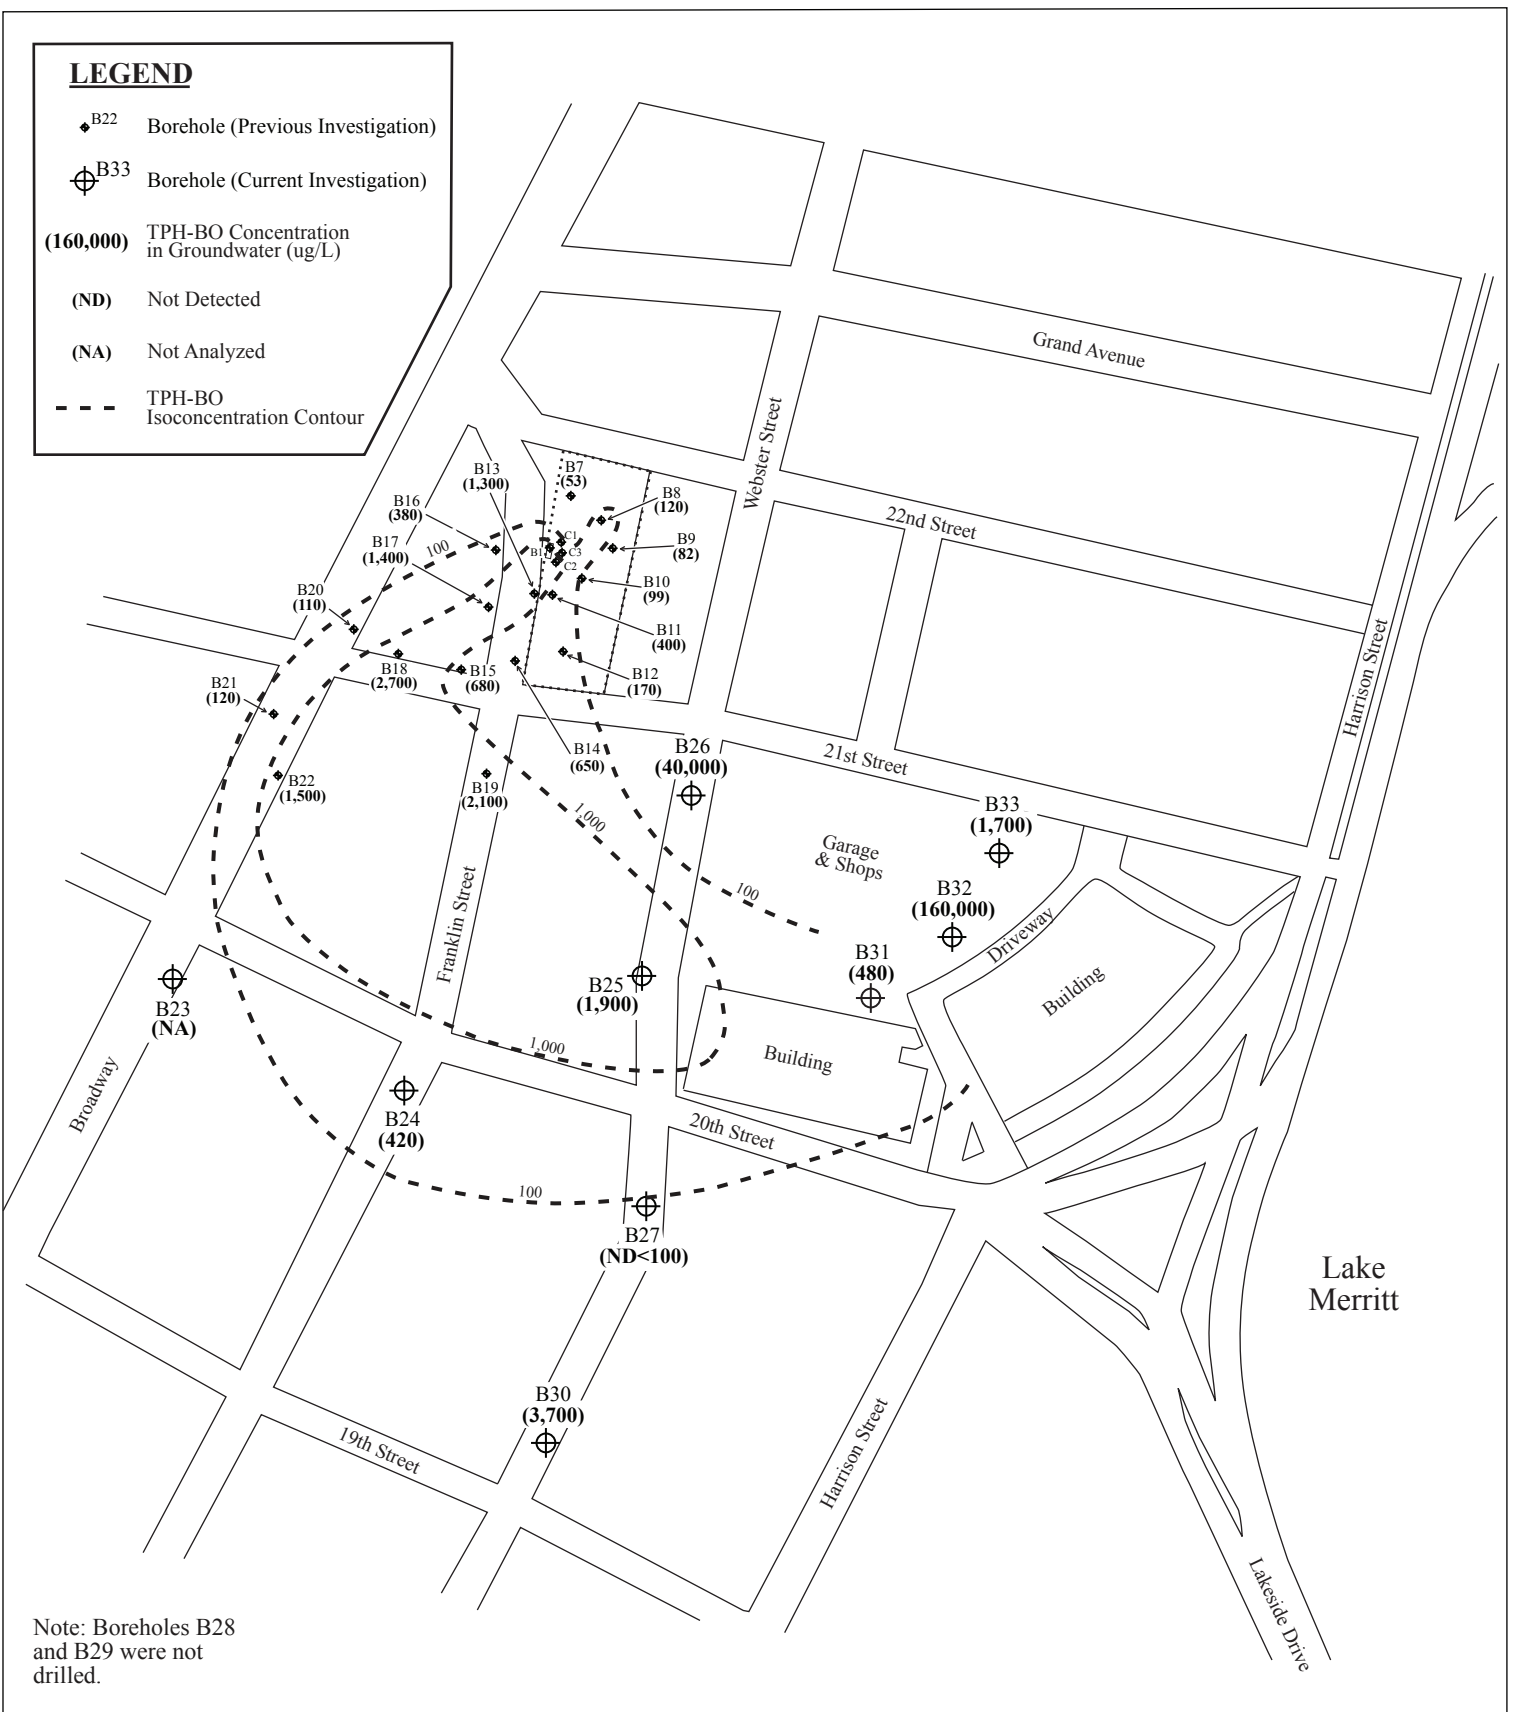 LEGEND
B22
Borehole (Previous Investigation)
B33
Borehole (Current Investigation)
(160,000)
TPH-BO Concentration
in Groundwater (ug/L)
(ND)
Not Detected
(NA)
Not Analyzed
TPH-BO
Isoconcentration Contour
Grand Avenue
Webster Street
22nd Street
Harrison Street
B13
(1,300)
B7
(53)
B8
(120)
B16
(380)
B17
(1,400)
100
B1
C1
C3
C2
B9
(82)
B10
(99)
B20
(110)
B11
(400)
B18
(2,700)
B15
(680)
B12
(170)
B21
(120)
B14
(650)
B26
(40,000)
21st Street
B22
(1,500)
B19
(2,100)
1,000
B33
(1,700)
Garage
& Shops
100
B32
(160,000)
Driveway
Franklin Street
B31
(480)
B25
(1,900)
Building
B23
(NA)
1,000
Building
Broadway
B24
(420)
20th Street
100
B27
(ND<100)
Lake
Merritt
B30
(3,700)
19th Street
Harrison Street
Lakeside Drive
Note: Boreholes B28
and B29 were not
drilled.